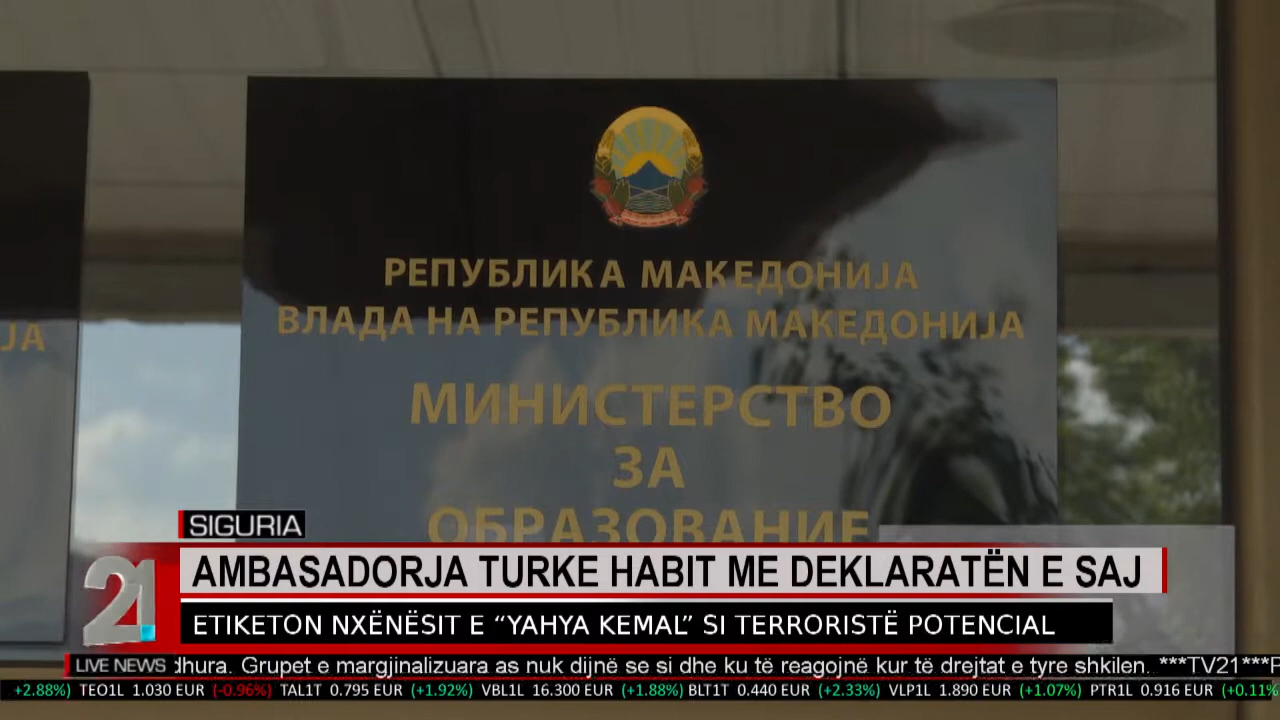 ЈА
РЕПУБЛИКА МАКЕДОНИЈА
ВЛАДА НА РЕПУБЛИКА МАКЕДОНИЈА
МИНИСТЕРСТВО
ЗА
ОБРАЗОВАНИЕ
SIGURIA
21
AMBASADORJA TURKE HABIT ME DEKLARATËN E SAJ
ETIKETON NXËNËSIT E “YAHYA KEMAL” SI TERRORISTË POTENCIAL
LIVE NEWS dhura. Grupet e margjinalizuara as nuk dijnë se si dhe ku të reagojnë kur të drejtat e tyre shkilen. ***TV21***
+2.88%) TEO1L 1.030 EUR (-0.96%) TAL1T 0.795 EUR (+1.92%) VBL1L 16.300 EUR (+1.88%) BLT1T 0.440 EUR (+2.33%) VLP1L 1.890 EUR (+1.07%) PTR1L 0.916 EUR (+0.11%